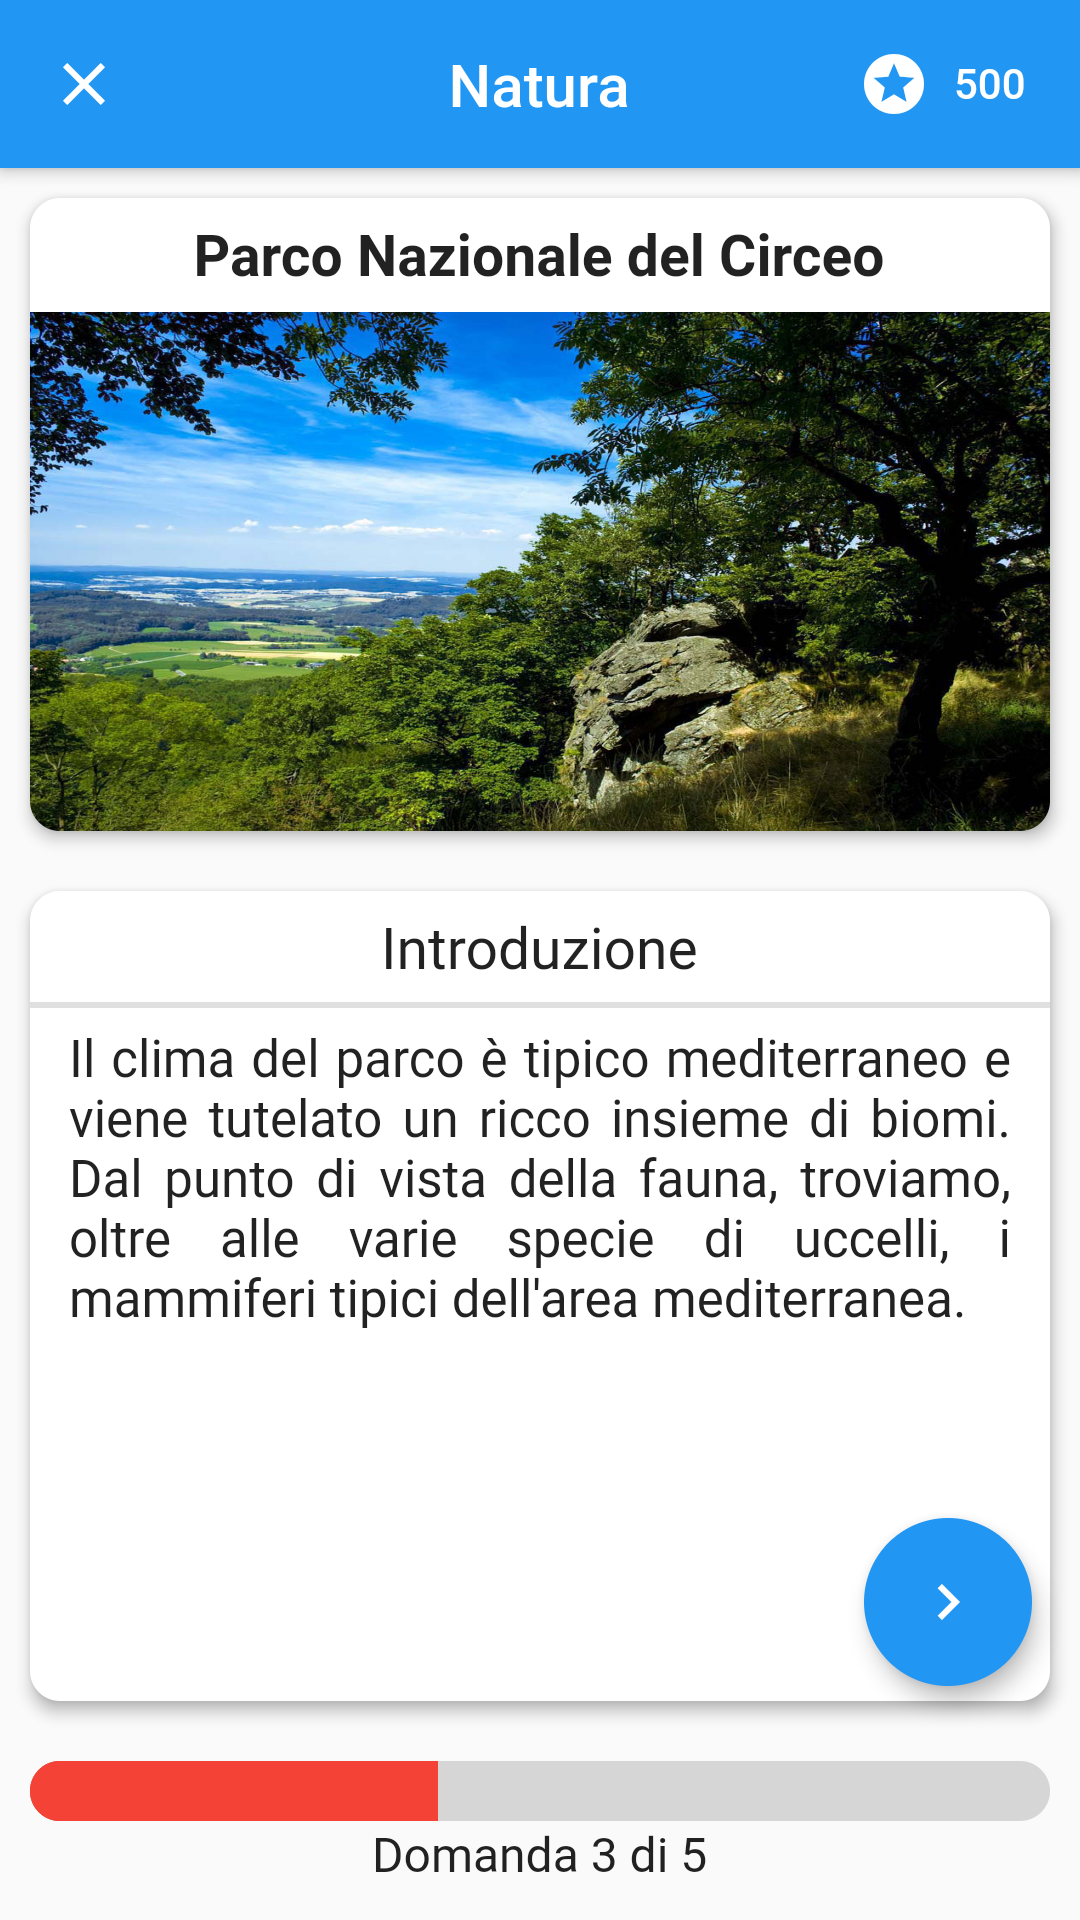 Natura
500
Parco Nazionale del Circeo
Introduzione
Il clima del parco è tipico mediterraneo e
viene tutelato un ricco insieme di biomi.
Dal punto di vista della fauna, troviamo,
oltre alle varie specie di uccelli, i
mammiferi tipici dell'area mediterranea.
Domanda 3 di 5